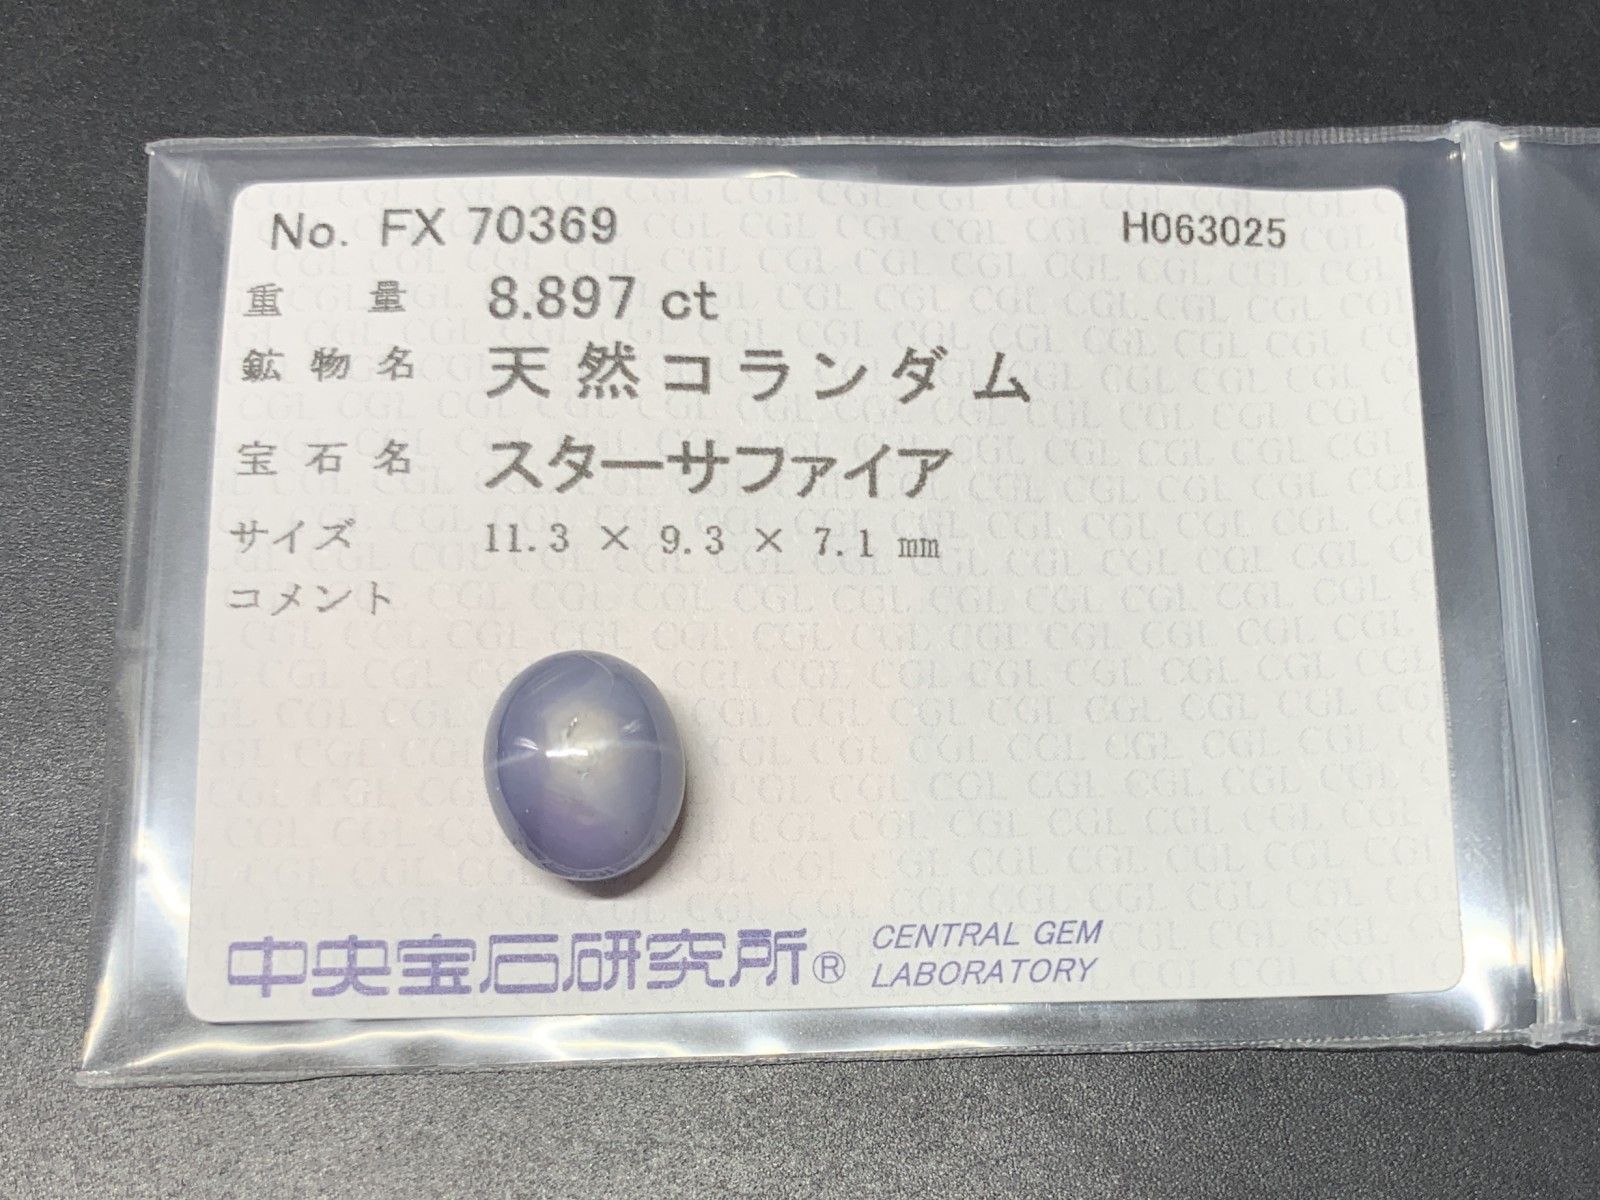 No. FX 70369 H063025
重量 8.897 ct
鉱物名 天然コランダム
宝石名 スターサファイア
サイズ 11.3 × 9.3 × 7.1 mm
コメント
中央宝石研究所® CENTRAL GEM
LABORATORY